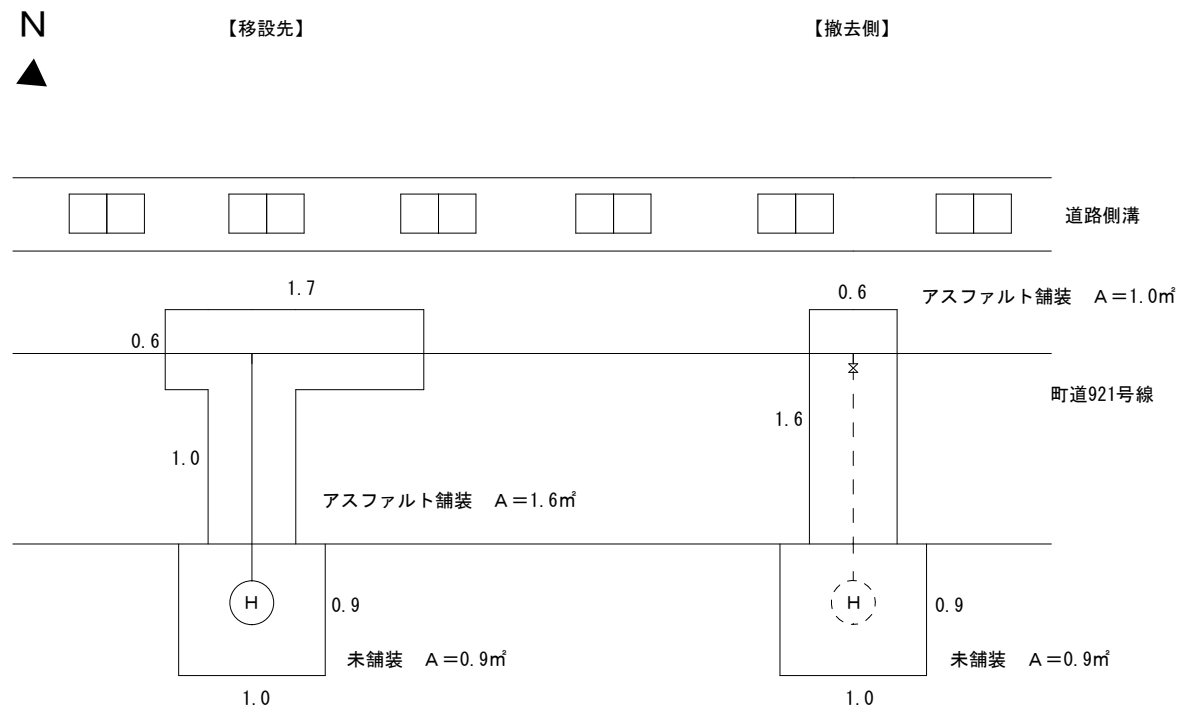 N
【移設先】
【撤去側】
道路側溝
1.7
0.6
アスファルト舗装　A=1.0㎡
0.6
町道921号線
1.6
1.0
アスファルト舗装　A=1.6㎡
H
0.9
未舗装　A=0.9㎡
1.0
H
0.9
未舗装　A=0.9㎡
1.0